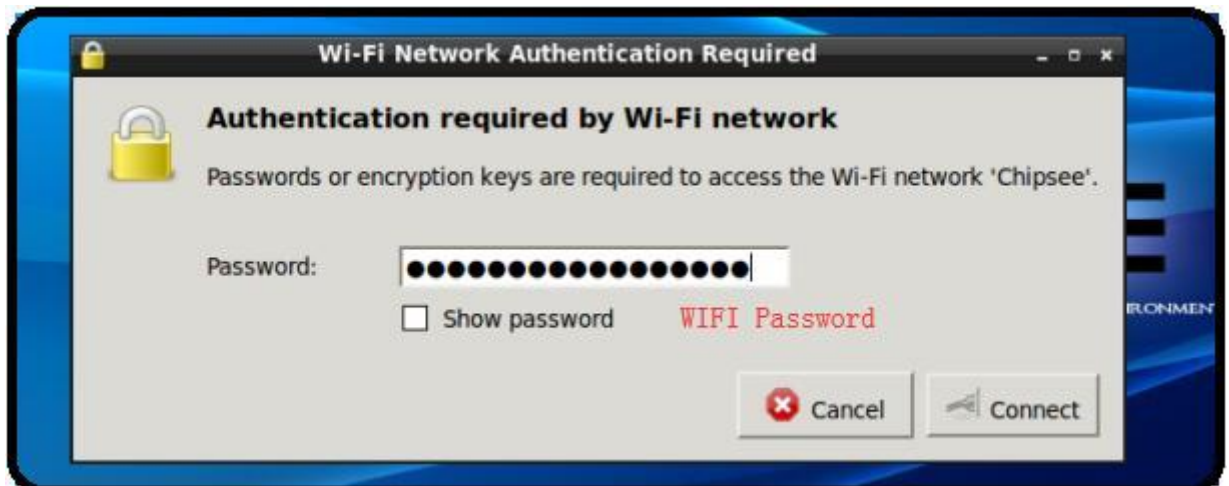 Wi-Fi Network Authentication Required
Authentication required by Wi-Fi network
Passwords or encryption keys are required to access the Wi-Fi network 'Chipsee'.
Password: ●●●●●●●●●●●●●●●●●
Show password WIFI Password
Cancel Connect